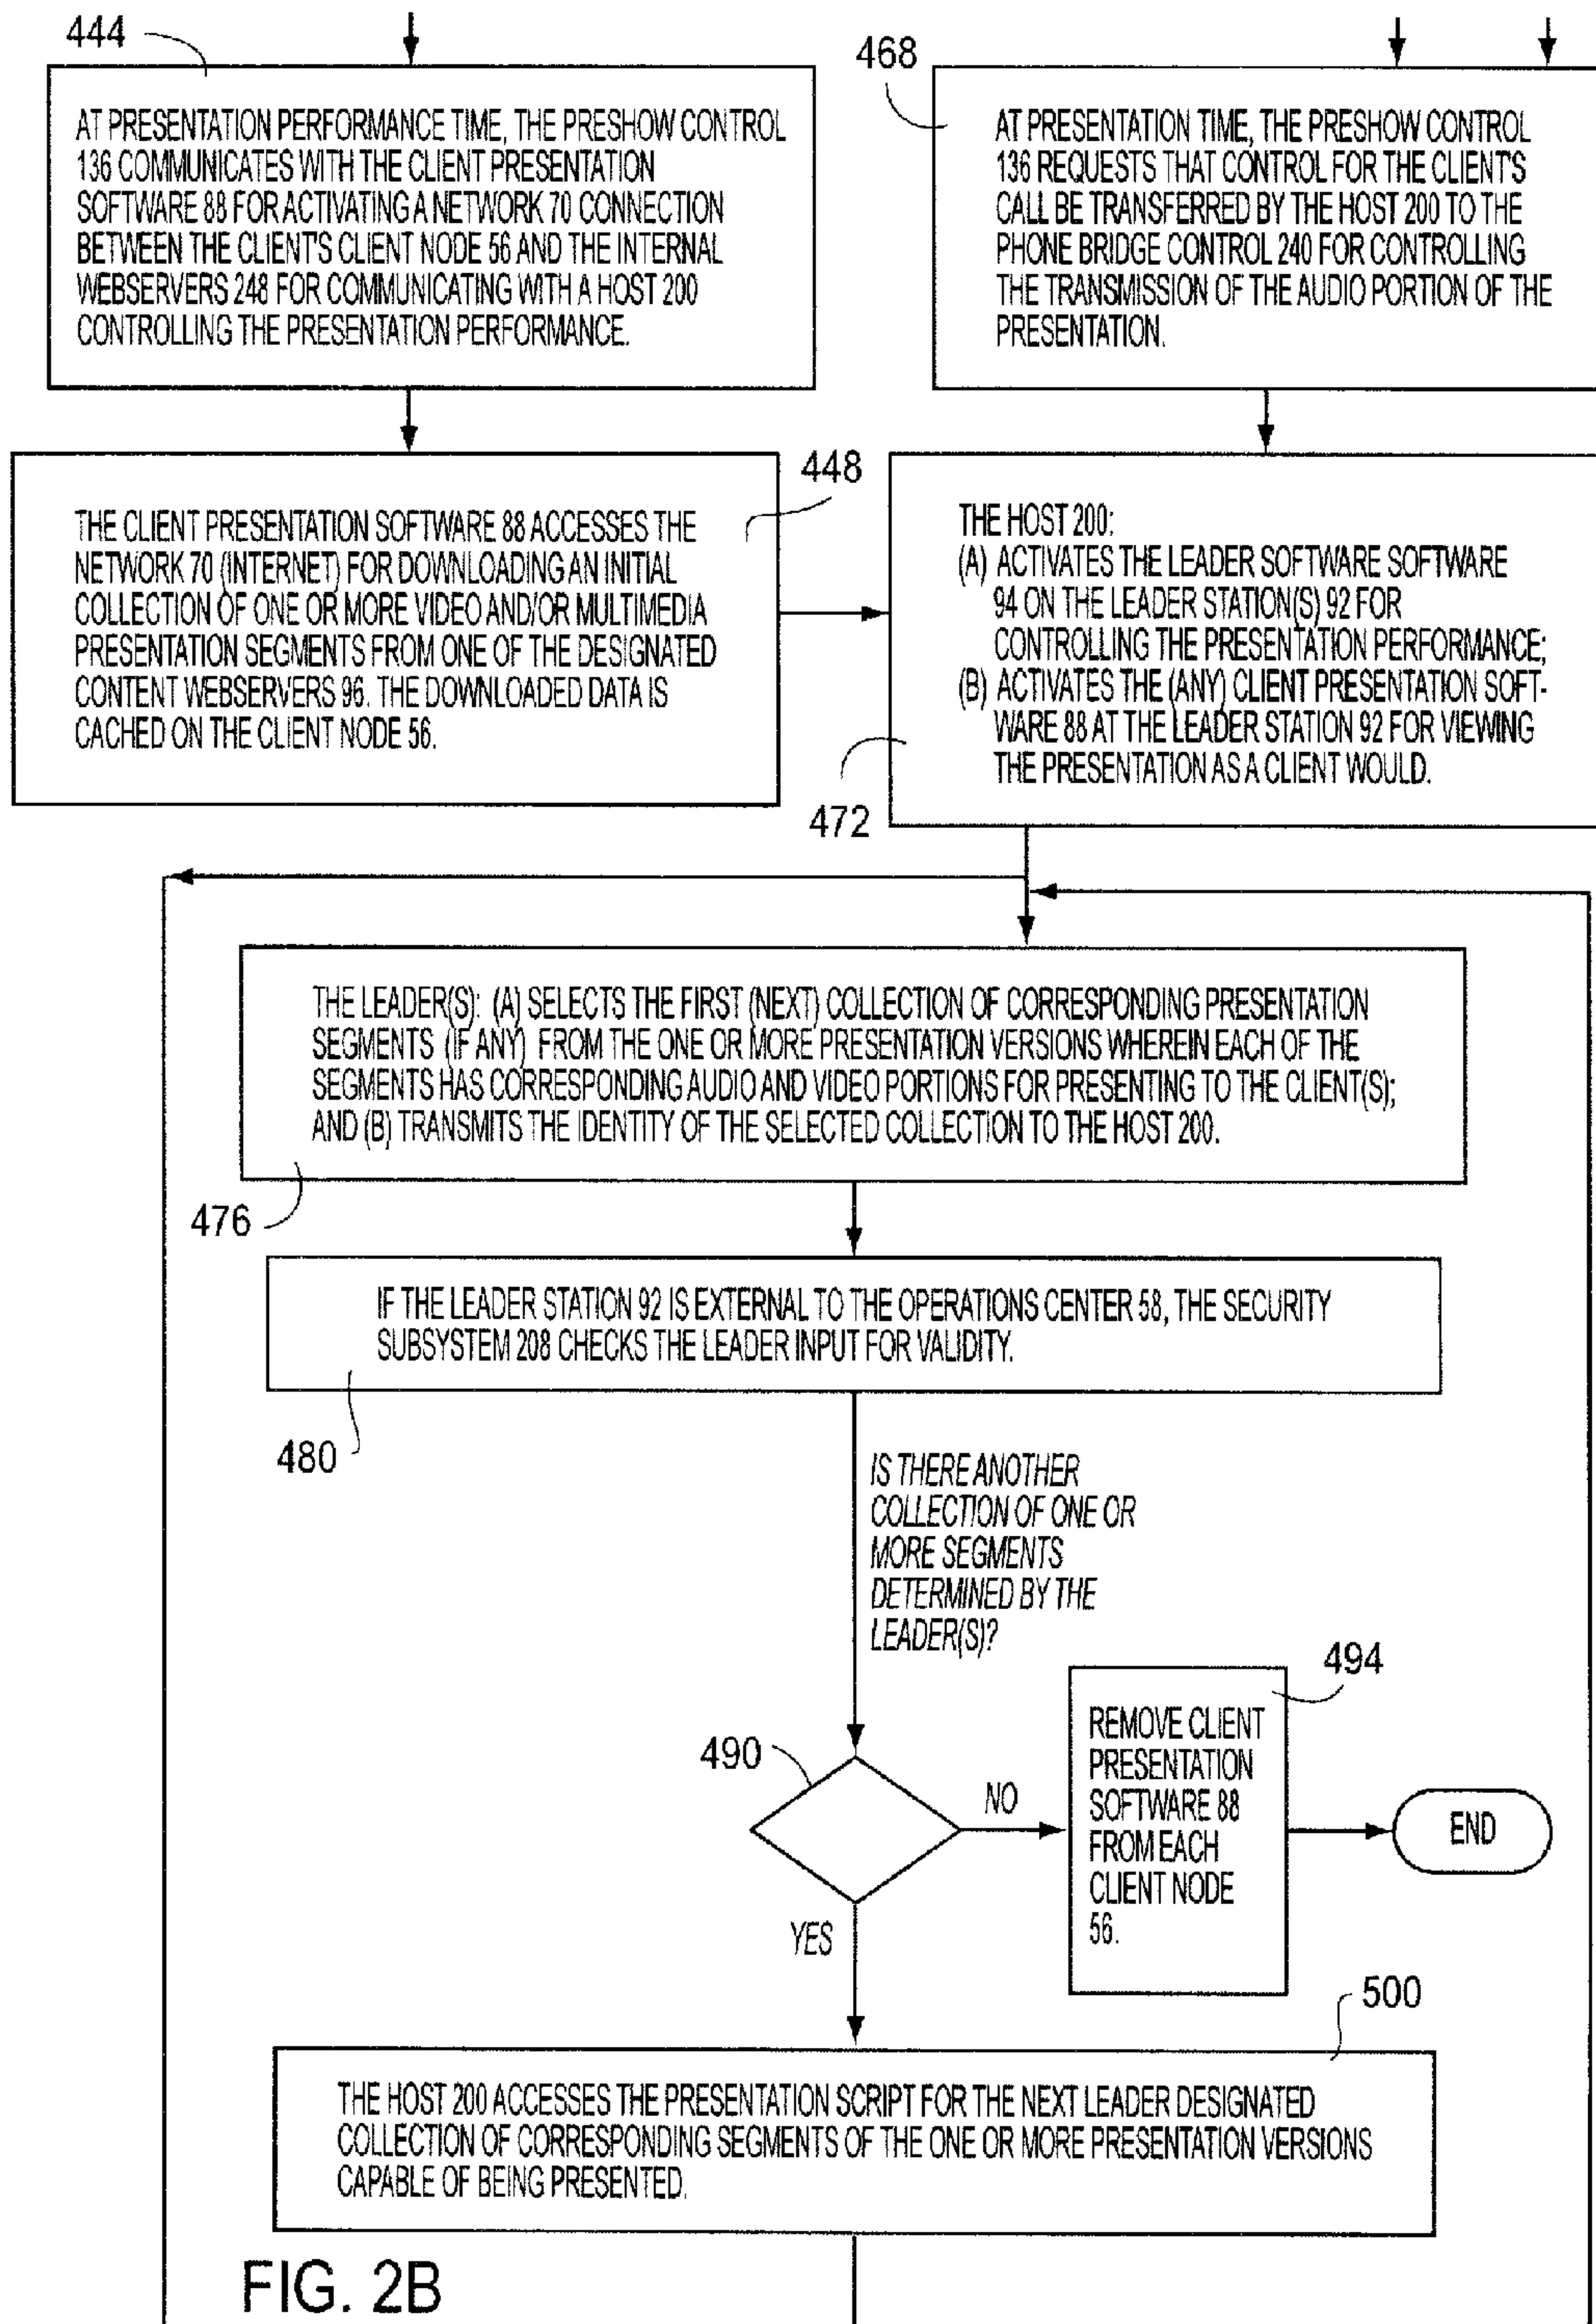 444
AT PRESENTATION PERFORMANCE TIME, THE PRESHOW CONTROL
136 COMMUNICATES WITH THE CLIENT PRESENTATION
SOFTWARE 88 FOR ACTIVATING A NETWORK 70 CONNECTION
BETWEEN THE CLIENT'S CLIENT NODE 56 AND THE INTERNAL
WEBSERVERS 248 FOR COMMUNICATING WITH A HOST 200
CONTROLLING THE PRESENTATION PERFORMANCE.
468
AT PRESENTATION TIME, THE PRESHOW CONTROL
136 REQUESTS THAT CONTROL FOR THE CLIENT'S
CALL BE TRANSFERRED BY THE HOST 200 TO THE
PHONE BRIDGE CONTROL 240 FOR CONTROLLING
THE TRANSMISSION OF THE AUDIO PORTION OF THE
PRESENTATION.
448
THE CLIENT PRESENTATION SOFTWARE 88 ACCESSES THE
NETWORK 70 (INTERNET) FOR DOWNLOADING AN INITIAL
COLLECTION OF ONE OR MORE VIDEO AND/OR MULTIMEDIA
PRESENTATION SEGMENTS FROM ONE OF THE DESIGNATED
CONTENT WEBSERVERS 96. THE DOWNLOADED DATA IS
CACHED ON THE CLIENT NODE 56.
THE HOST 200:
(A) ACTIVATES THE LEADER SOFTWARE SOFTWARE
94 ON THE LEADER STATION(S) 92 FOR
CONTROLLING THE PRESENTATION PERFORMANCE;
(B) ACTIVATES THE (ANY) CLIENT PRESENTATION SOFT-
WARE 88 AT THE LEADER STATION 92 FOR VIEWING
THE PRESENTATION AS A CLIENT WOULD.
472
THE LEADER(S): (A) SELECTS THE FIRST (NEXT) COLLECTION OF CORRESPONDING PRESENTATION
SEGMENTS (IF ANY) FROM THE ONE OR MORE PRESENTATION VERSIONS WHEREIN EACH OF THE
SEGMENTS HAS CORRESPONDING AUDIO AND VIDEO PORTIONS FOR PRESENTING TO THE CLIENT(S);
AND (B) TRANSMITS THE IDENTITY OF THE SELECTED COLLECTION TO THE HOST 200.
476
IF THE LEADER STATION 92 IS EXTERNAL TO THE OPERATIONS CENTER 58, THE SECURITY
SUBSYSTEM 208 CHECKS THE LEADER INPUT FOR VALIDITY.
480
IS THERE ANOTHER
COLLECTION OF ONE OR
MORE SEGMENTS
DETERMINED BY THE
LEADER(S)?
490
NO
YES
494
REMOVE CLIENT
PRESENTATION
SOFTWARE 88
FROM EACH
CLIENT NODE
56.
END
500
THE HOST 200 ACCESSES THE PRESENTATION SCRIPT FOR THE NEXT LEADER DESIGNATED
COLLECTION OF CORRESPONDING SEGMENTS OF THE ONE OR MORE PRESENTATION VERSIONS
CAPABLE OF BEING PRESENTED.
FIG. 2B